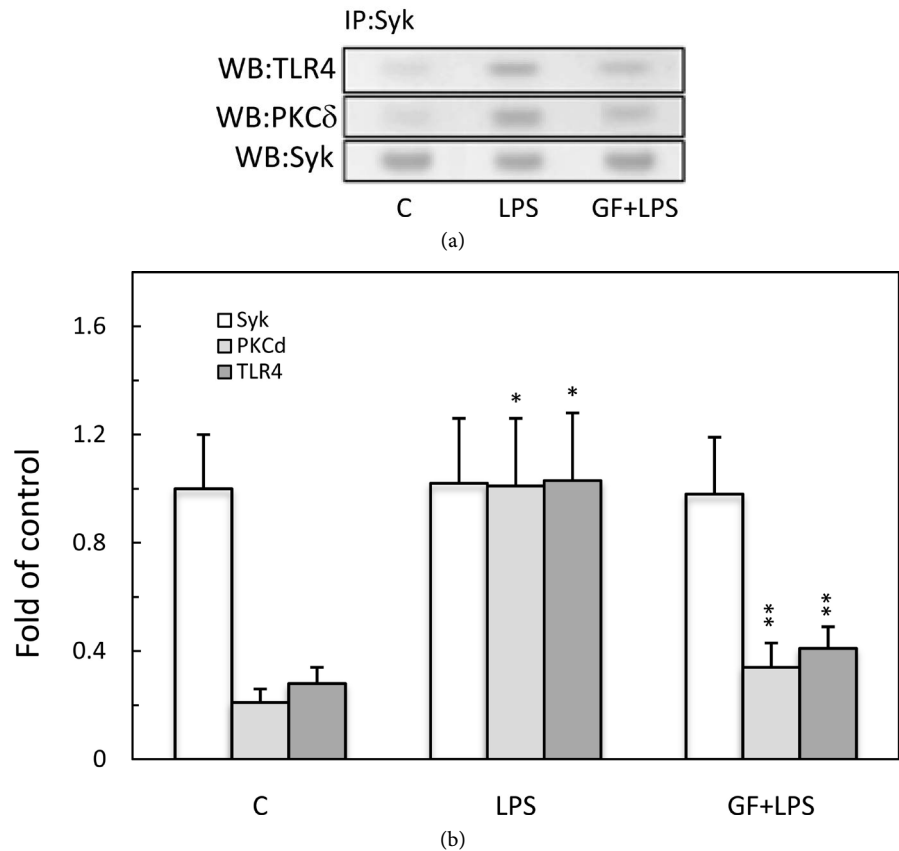 IP:Syk
WB:TLR4
WB:PKCδ
WB:Syk
C LPS GF+LPS
(a)
Fold of control
1.6
1.2
0.8
0.4
0
Syk
PKCd
TLR4
* *
** **
C LPS GF+LPS
(b)